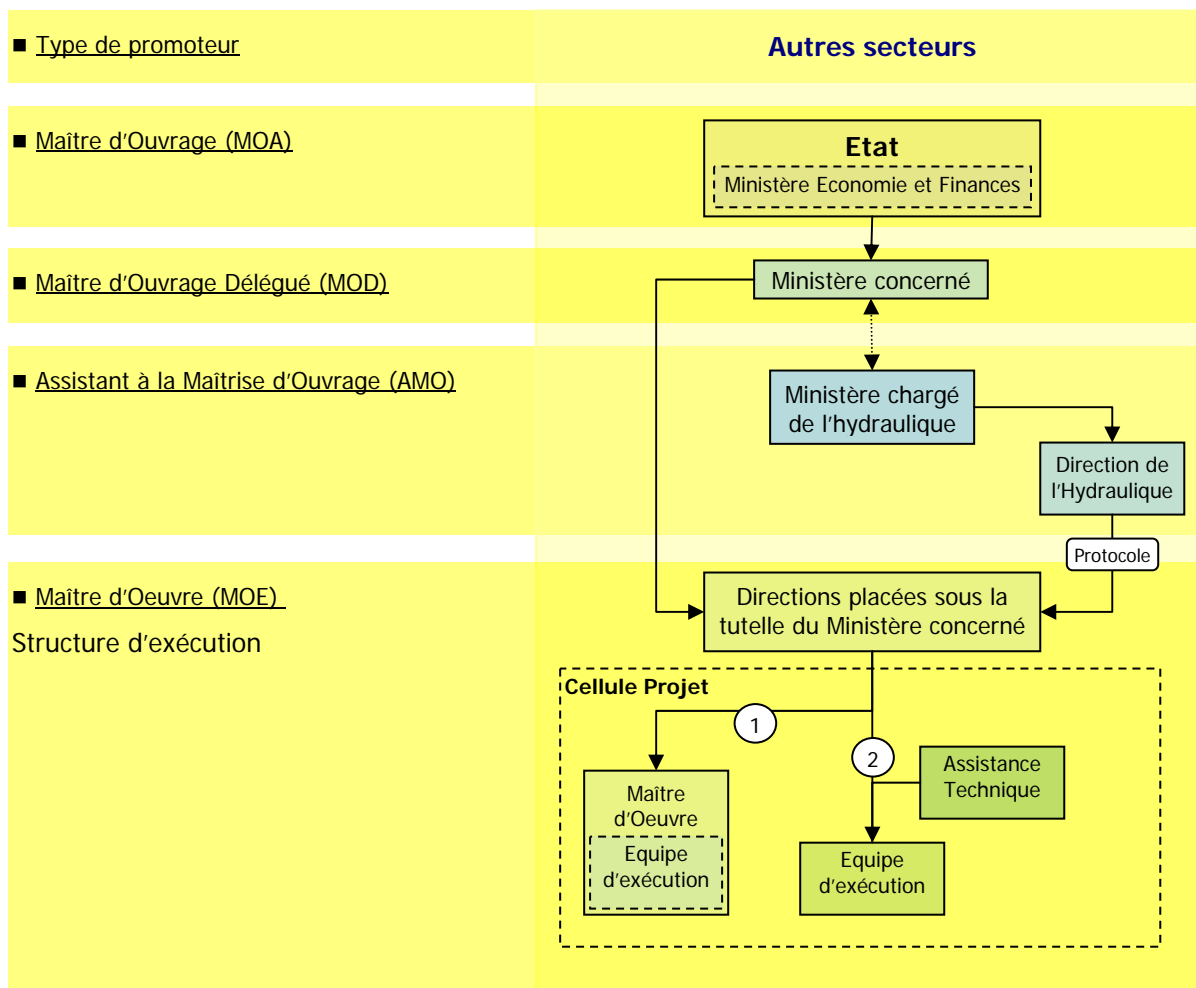 ■ Type de promoteur
Autres secteurs
■ Maître d'Ouvrage (MOA)
Etat
Ministère Economie et Finances
■ Maître d'Ouvrage Délégué (MOD)
Ministère concerné
■ Assistant à la Maîtrise d'Ouvrage (AMO)
Ministère chargé
de l'hydraulique
Direction de
l'Hydraulique
Protocole
■ Maître d'Oeuvre (MOE)
Structure d'exécution
Directions placées sous la
tutelle du Ministère concerné
Cellule Projet
1
2
Assistance
Technique
Maître
d'Oeuvre
Equipe
d'exécution
Equipe
d'exécution